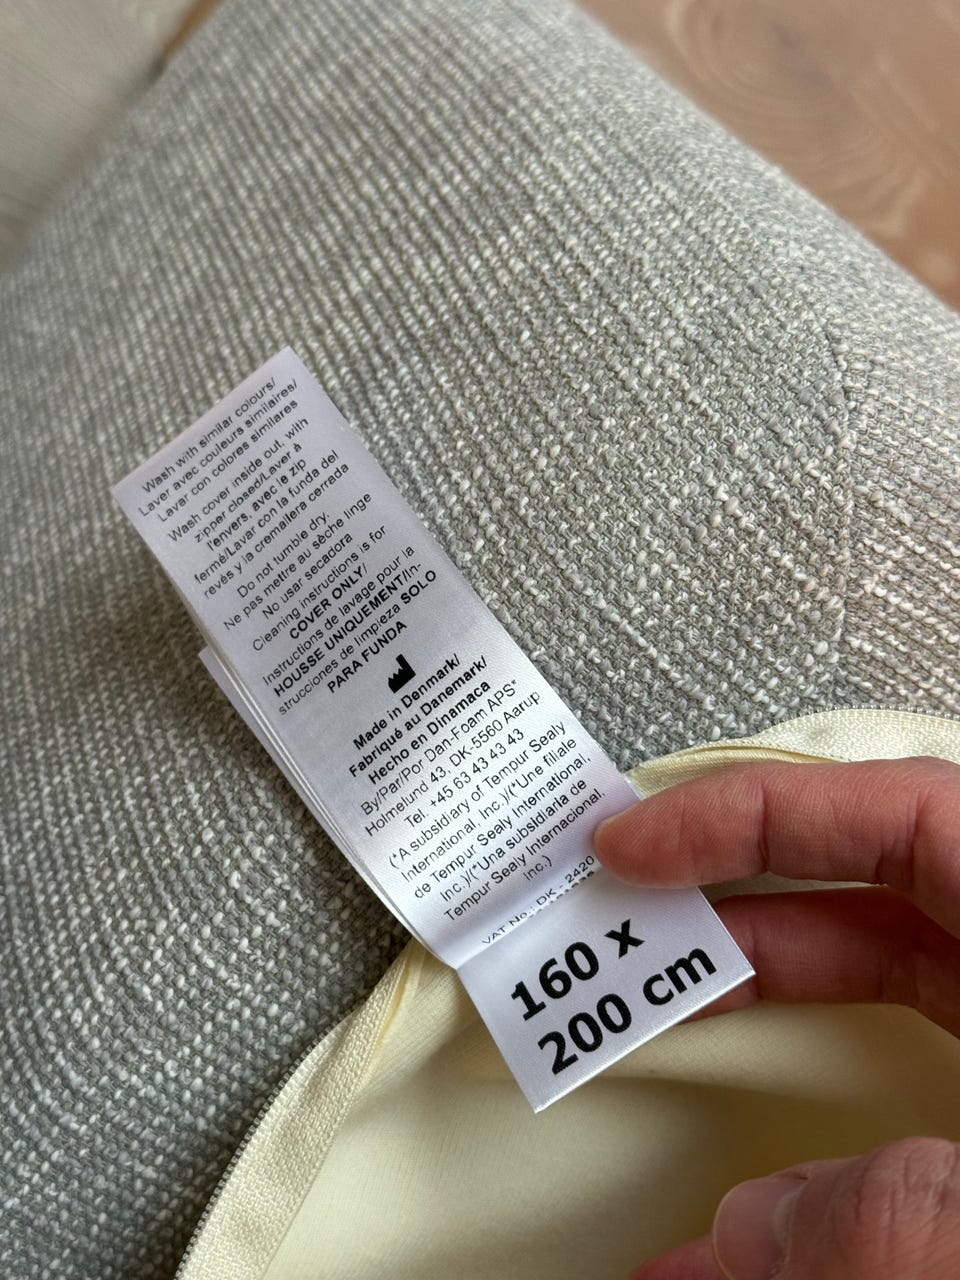 Wash with similar colours/
Laver avec couleurs similaires/
Lavar con colores similares
Wash cover inside out, with
zipper closed/Laver à
l'envers, avec le zip
fermé/Lavar con la funda del
revés y la cremallera cerrada
Do not tumble dry.
Ne pas mettre au sèche linge
No usar secadora
Cleaning instructions is for
COVER ONLY/
Instructions de lavage pour la
HOUSSE UNIQUEMENT/In-
strucciones de limpieza SOLO
PARA FUNDA
Made in Denmark/
Fabriqué au Danemark/
Hecho en Dinamaca
By/Par/Por Dan-Foam APS*
Holmelund 43, DK-5560 Aarup
Tel. +45 63 43 43 43
(*A subsidiary of Tempur Sealy
International, Inc.)/(*Une filiale
de Tempur Sealy International,
Inc.)/(*Una subsidiaria de
Tempur Sealy Internacional,
Inc.)
VAT No.: DK - 2420
160 x
200 cm